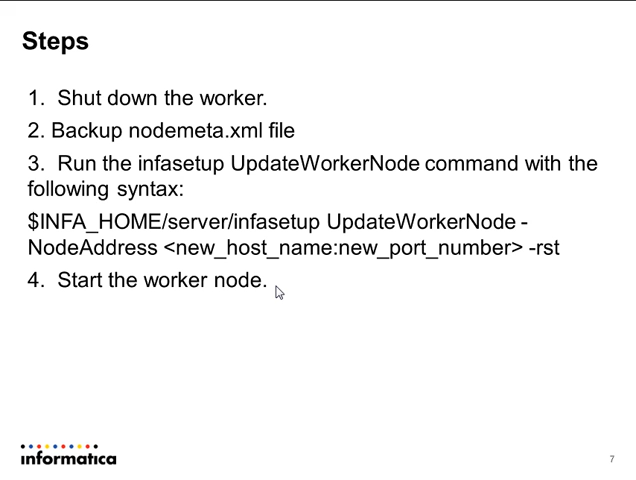 Steps
1. Shut down the worker.
2. Backup nodemeta.xml file
3. Run the infasetup UpdateWorkerNode command with the
following syntax:
$INFA_HOME/server/infasetup UpdateWorkerNode -
NodeAddress <new_host_name:new_port_number> -rst
4. Start the worker node.
informatica
7